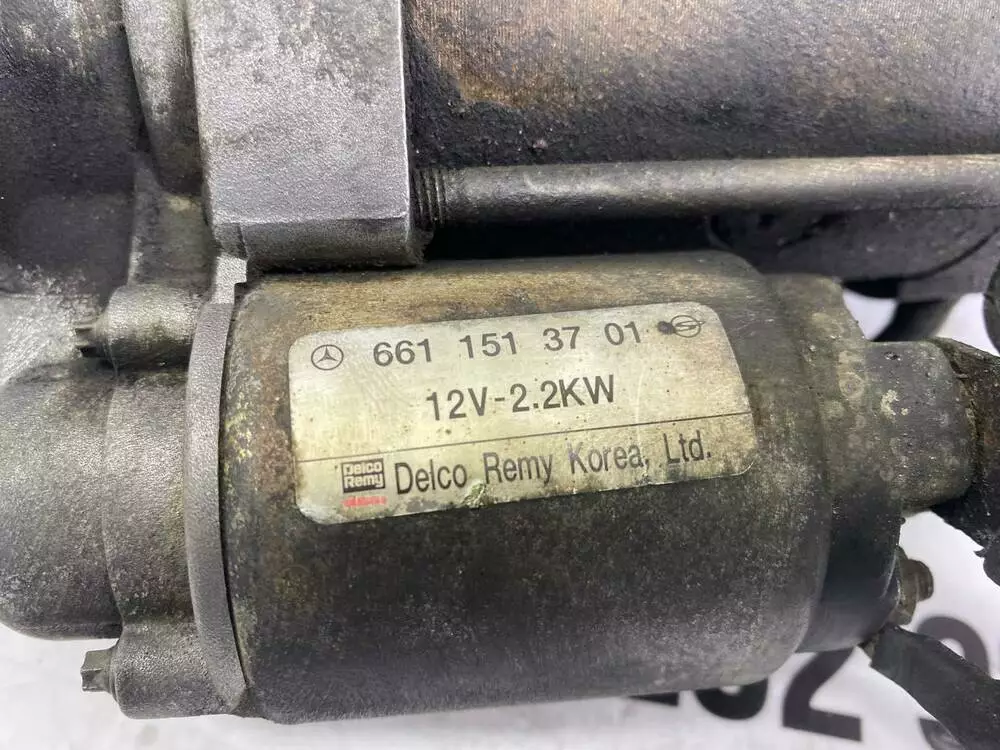 661 151 37 01
12V-2.2KW
Delco
Remy
Delco Remy Korea, Ltd.